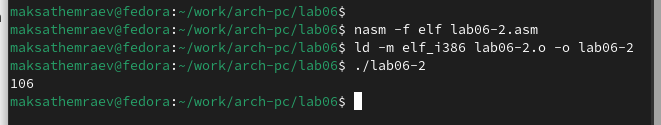 maksathemraev@fedora:~/work/arch-pc/lab06$
maksathemraev@fedora:~/work/arch-pc/lab06$ nasm -f elf lab06-2.asm
maksathemraev@fedora:~/work/arch-pc/lab06$ ld -m elf_i386 lab06-2.o -o lab06-2
maksathemraev@fedora:~/work/arch-pc/lab06$ ./lab06-2
106
maksathemraev@fedora:~/work/arch-pc/lab06$